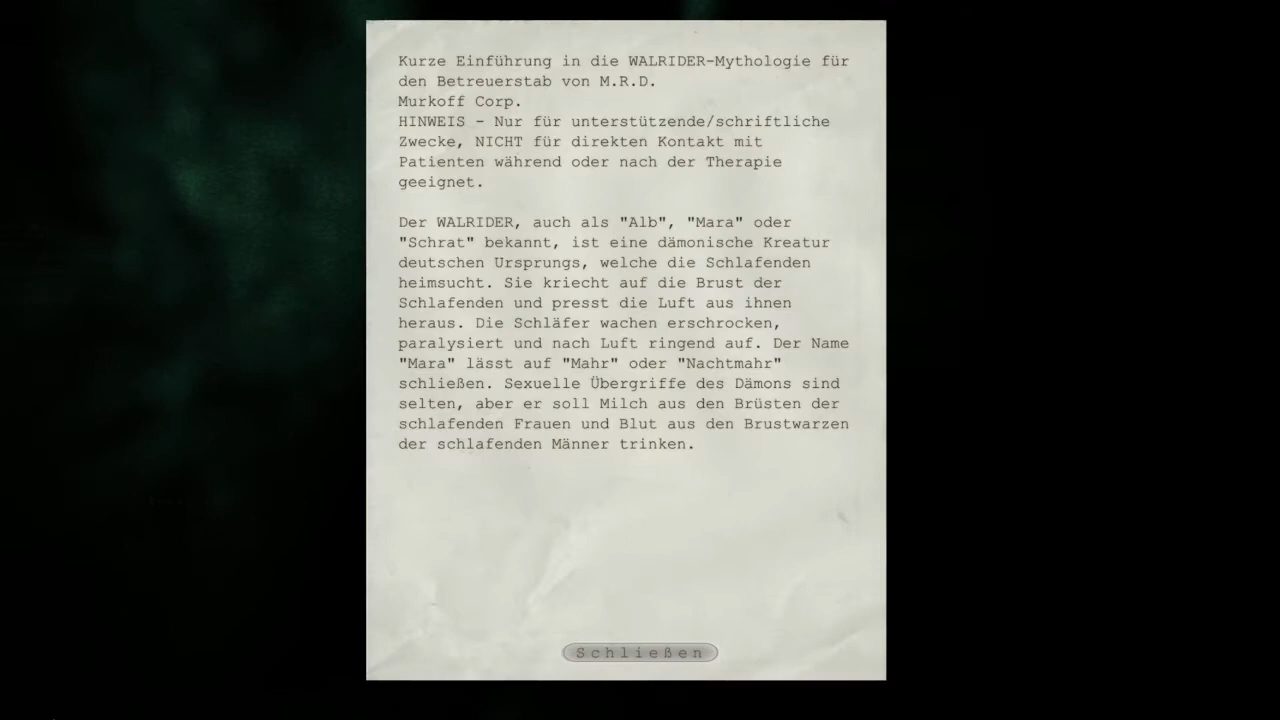 Kurze Einführung in die WALRIDER-Mythologie für
den Betreuerstab von M.R.D.
Murkoff Corp.
HINWEIS - Nur für unterstützende/schriftliche
Zwecke, NICHT für direkten Kontakt mit
Patienten während oder nach der Therapie
geeignet.
Der WALRIDER, auch als "Alb", "Mara" oder
"Schrat" bekannt, ist eine dämonische Kreatur
deutschen Ursprungs, welche die Schlafenden
heimsucht. Sie kriecht auf die Brust der
Schlafenden und presst die Luft aus ihnen
heraus. Die Schläfer wachen erschrocken,
paralysiert und nach Luft ringend auf. Der Name
"Mara" lässt auf "Mahr" oder "Nachtmahr"
schließen. Sexuelle Übergriffe des Dämons sind
selten, aber er soll Milch aus den Brüsten der
schlafenden Frauen und Blut aus den Brustwarzen
der schlafenden Männer trinken.
Schließen